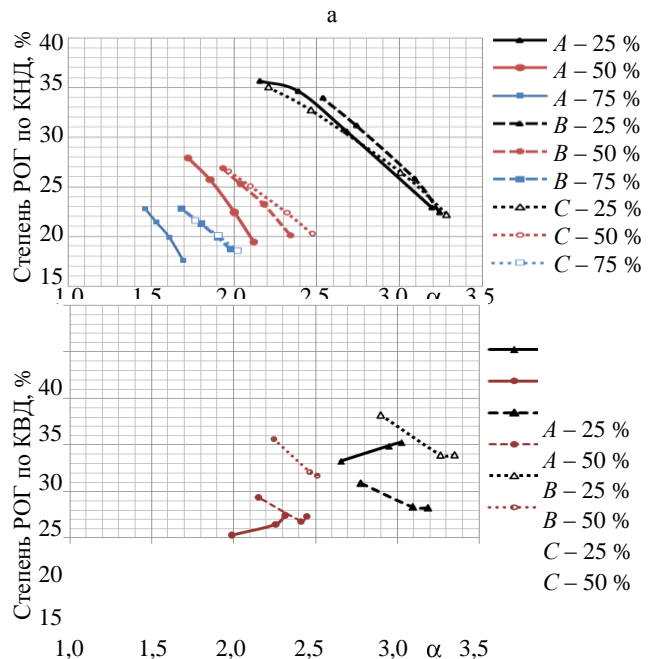 а
Степень РОГ по КНД, %
40
35
30
25
20
15
1,0
1,5
2,0
2,5
3,0
α
3,5
A – 25 %
A – 50 %
A – 75 %
B – 25 %
B – 50 %
B – 75 %
C – 25 %
C – 50 %
C – 75 %
Степень РОГ по КВД, %
40
35
30
25
20
15
1,0
1,5
2,0
2,5
3,0
α
3,5
A – 25 %
A – 50 %
B – 25 %
B – 50 %
C – 25 %
C – 50 %